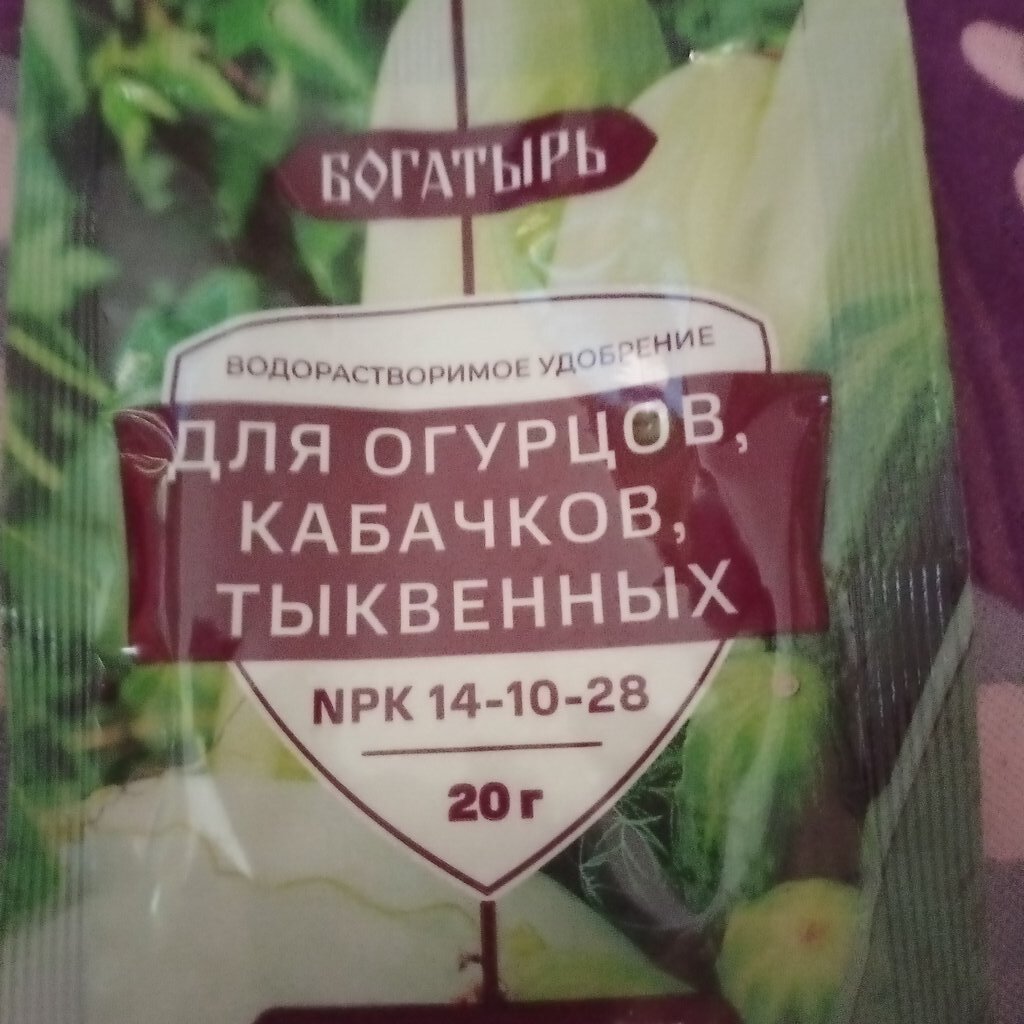 БОГАТЫРЬ
ВОДОРАСТВОРИМОЕ УДОБРЕНИЕ
ДЛЯ ОГУРЦОВ,
КАБАЧКОВ,
ТЫКВЕННЫХ
NPK 14-10-28
20 г